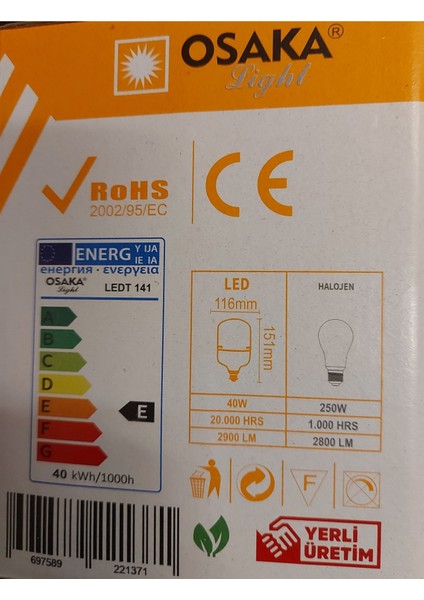 OSAKA®
Light
RoHS
2002/95/EC
CE
ENERG Y IJA
IE IA
енергия · ενεργεια
OSAKA
Light
LEDT 141
A
B
C
D
E
F
G
E
40 kWh/1000h
LED
HALOJEN
116mm
151mm
40W
250W
20.000 HRS
1.000 HRS
2900 LM
2800 LM
F
YERLİ
ÜRETİM
697589
221371